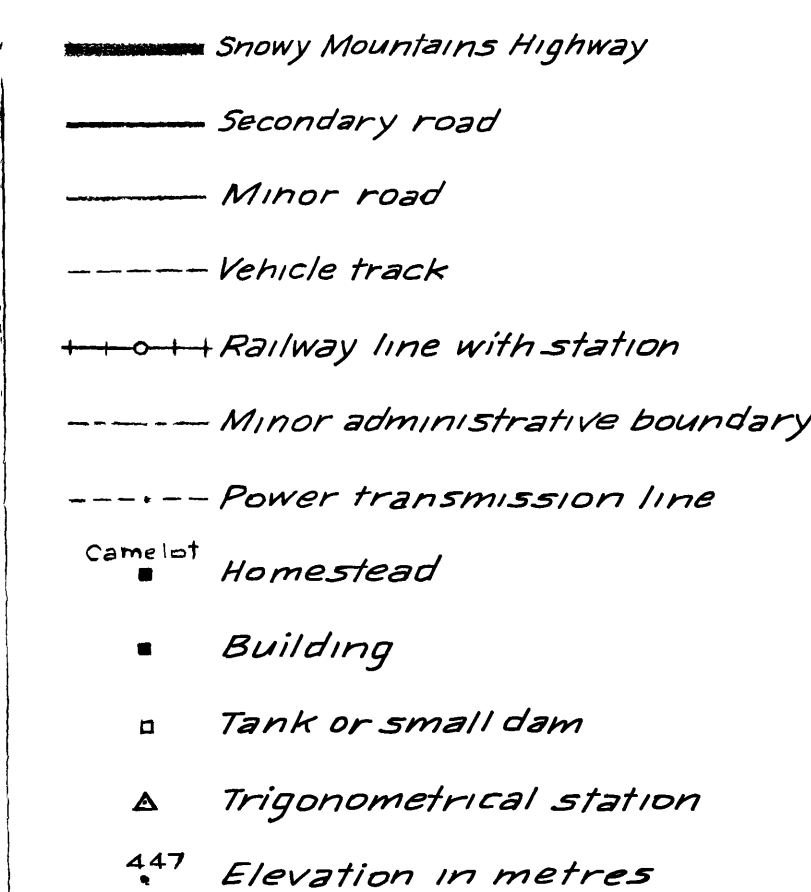 Snowy Mountains Highway
Secondary road
Minor road
Vehicle track
Railway line with station
Minor administrative boundary
Power transmission line
Camelot
Homestead
Building
Tank or small dam
Trigonometrical station
447
Elevation in metres